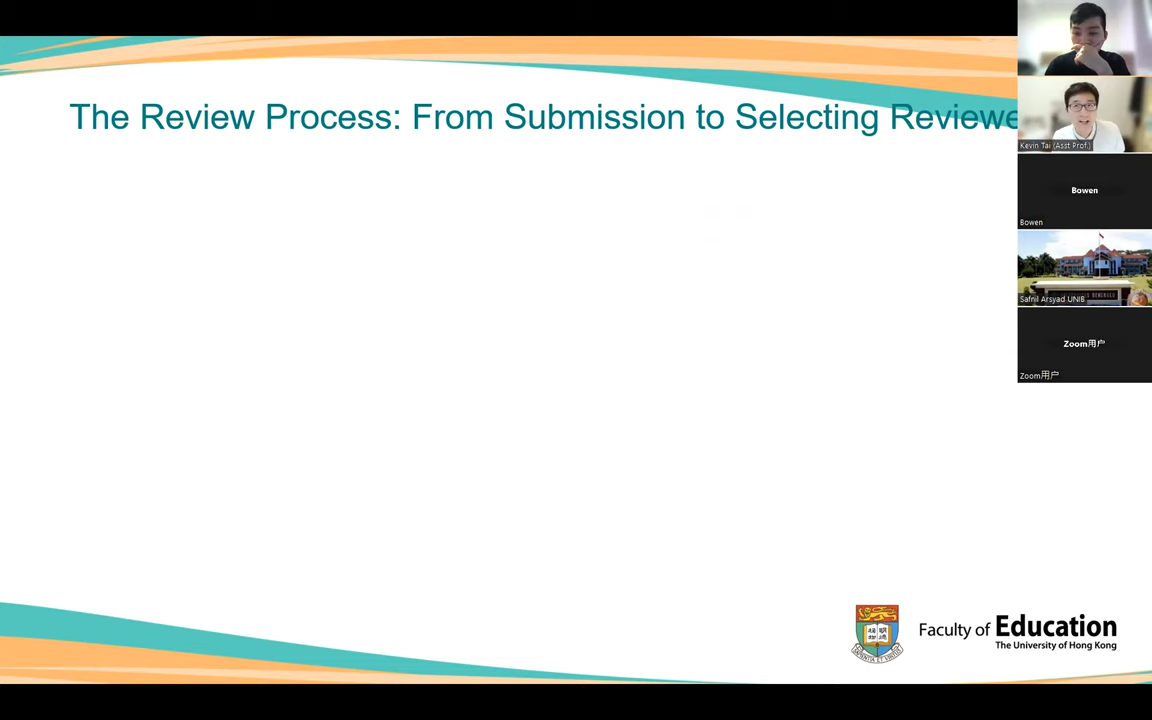 The Review Process: From Submission to Selecting Reviewe
Kevin Tai (Asst Prof.)
Bowen
Bowen
Safnil Arsyad UNIB
Zoom用户
Zoom用户
Faculty of Education
The University of Hong Kong